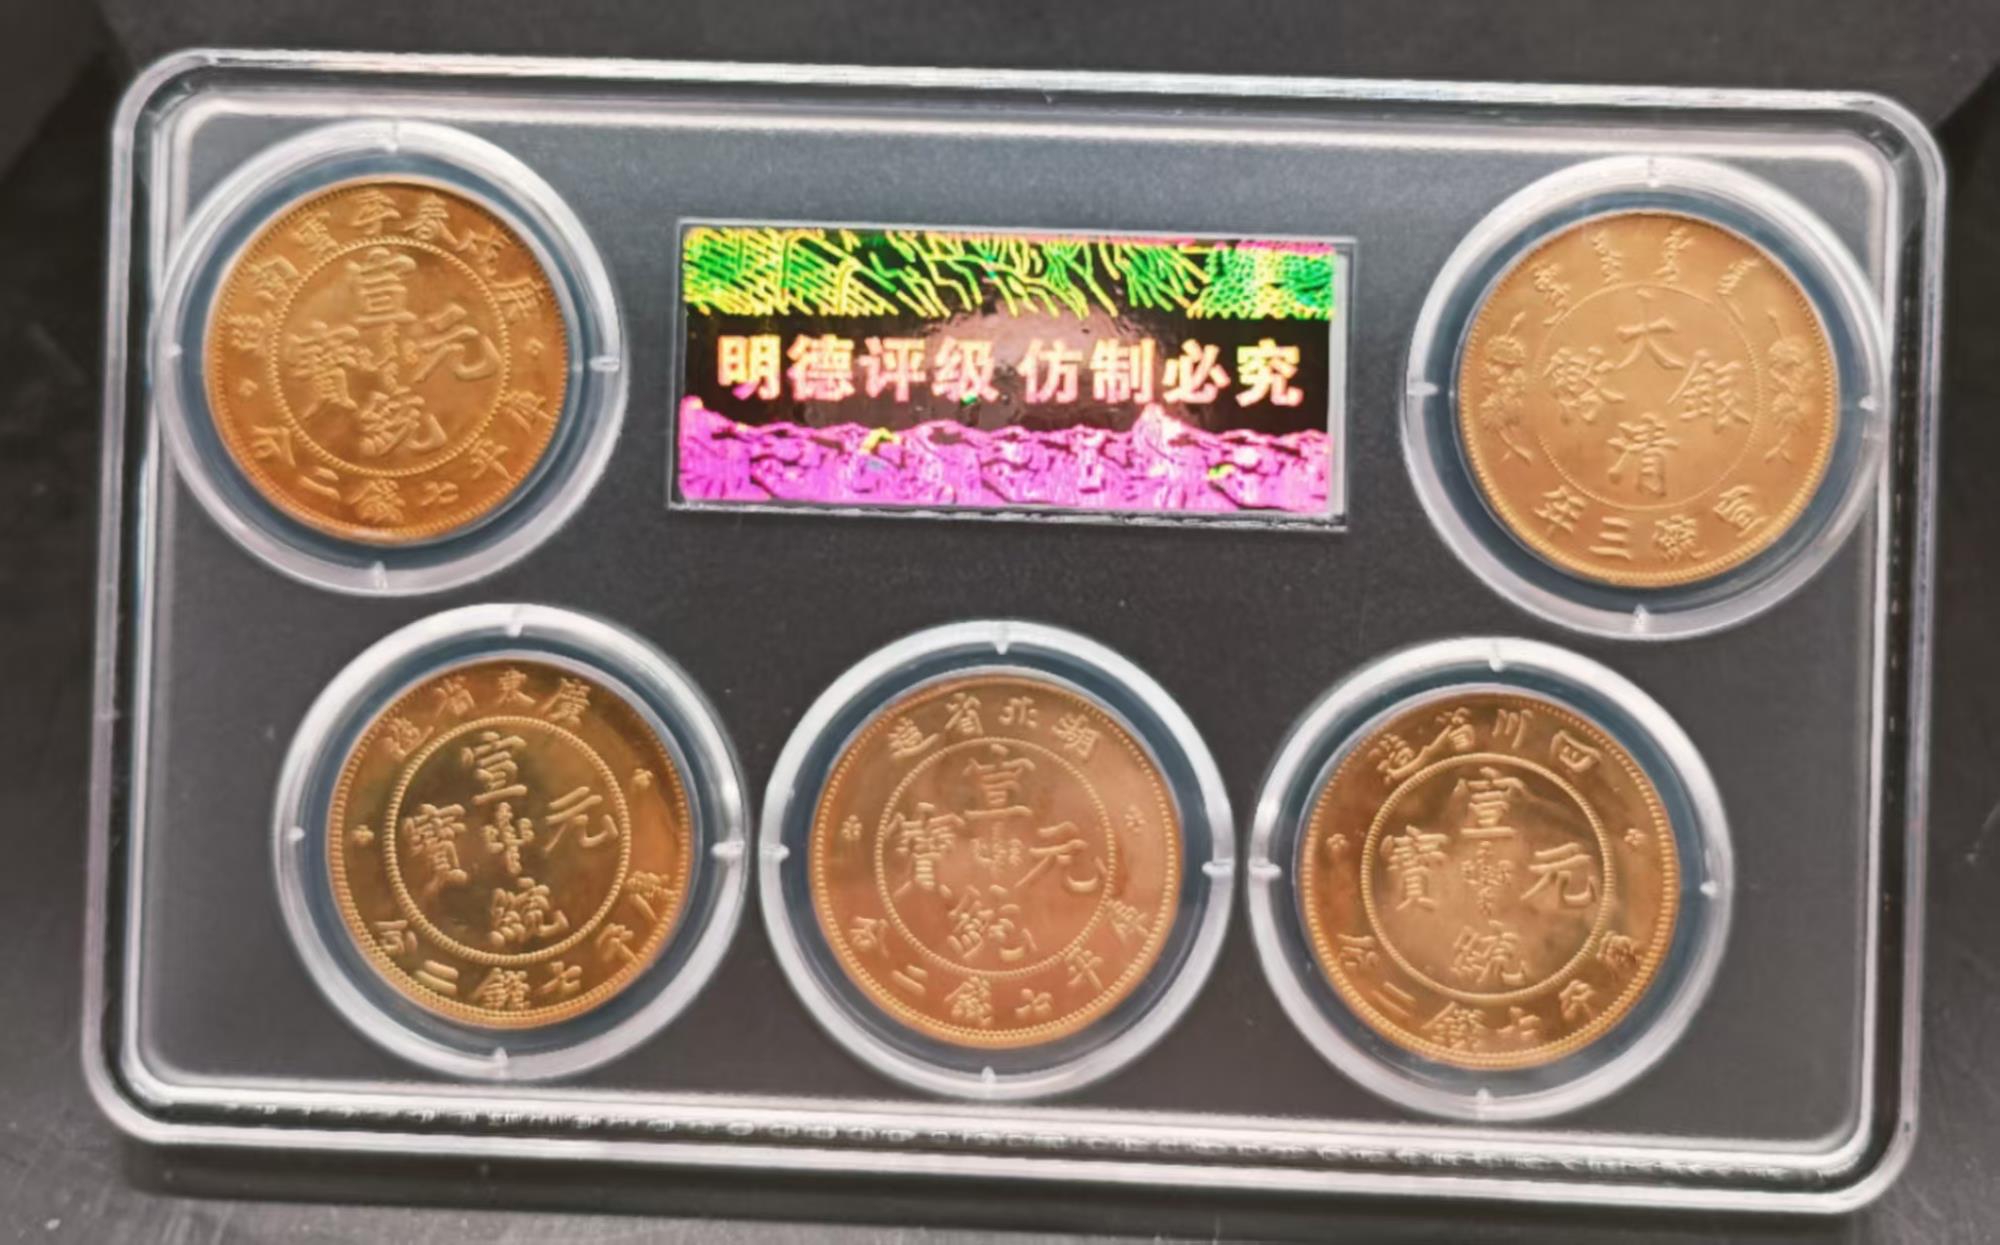 庚戌春季雲南造
宣統元寶
庫平七錢二分
明德评级 仿制必究
大清銀幣
宣統三年
廣東省造
宣統元寶
庫平七錢二分
湖北省造
宣統元寶
庫平七錢二分
四川省造
宣統元寶
庫平七錢二分